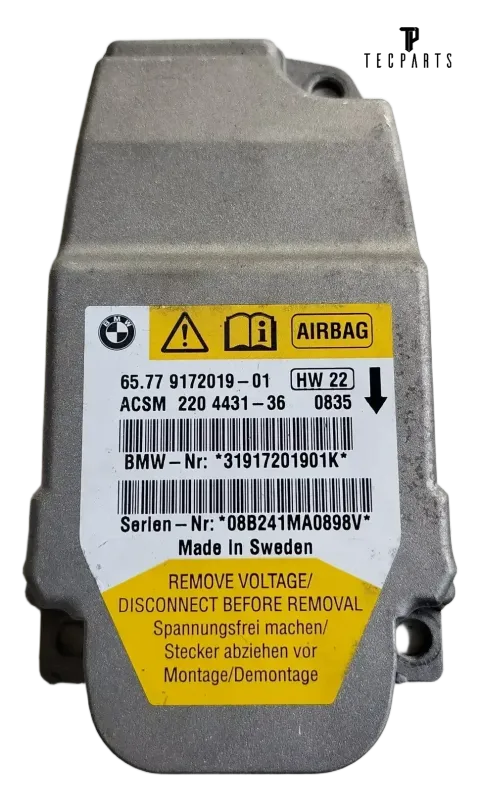 TECPARTS
BMW
AIRBAG
65.77 9172019-01 HW 22
ACSM 220 4431-36 0835
BMW-Nr: *31917201901K*
Serien-Nr: *08B241MA0898V*
Made In Sweden
REMOVE VOLTAGE/
DISCONNECT BEFORE REMOVAL
Spannungsfrei machen/
Stecker abziehen vor
Montage/Demontage